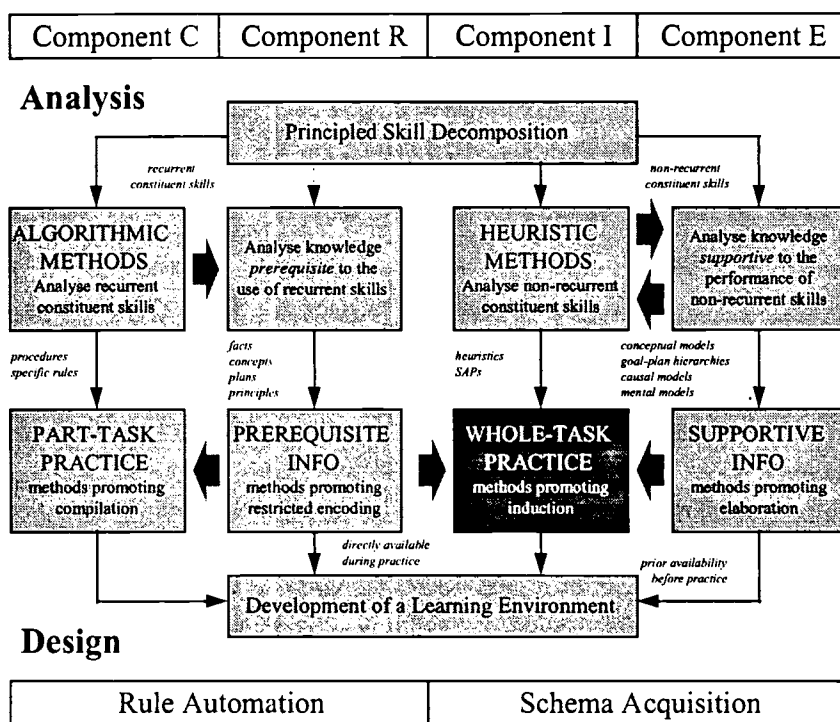 Component C
Component R
Component I
Component E
Analysis
Principled Skill Decomposition
recurrent
constituent skills
non-recurrent
constituent skills
ALGORITHMIC
METHODS
Analyse recurrent
constituent skills
Analyse knowledge
prerequisite to the
use of recurrent skills
HEURISTIC
METHODS
Analyse non-recurrent
constituent skills
Analyse knowledge
supportive to the
performance of
non-recurrent skills
procedures
specific rules
facts
concepts
plans
principles
heuristics
SAPs
conceptual models
goal-plan hierarchies
causal models
mental models
PART-TASK
PRACTICE
methods promoting
compilation
PREREQUISITE
INFO
methods promoting
restricted encoding
WHOLE-TASK
PRACTICE
methods promoting
induction
SUPPORTIVE
INFO
methods promoting
elaboration
directly available
during practice
prior availability
before practice
Development of a Learning Environment
Design
Rule Automation
Schema Acquisition